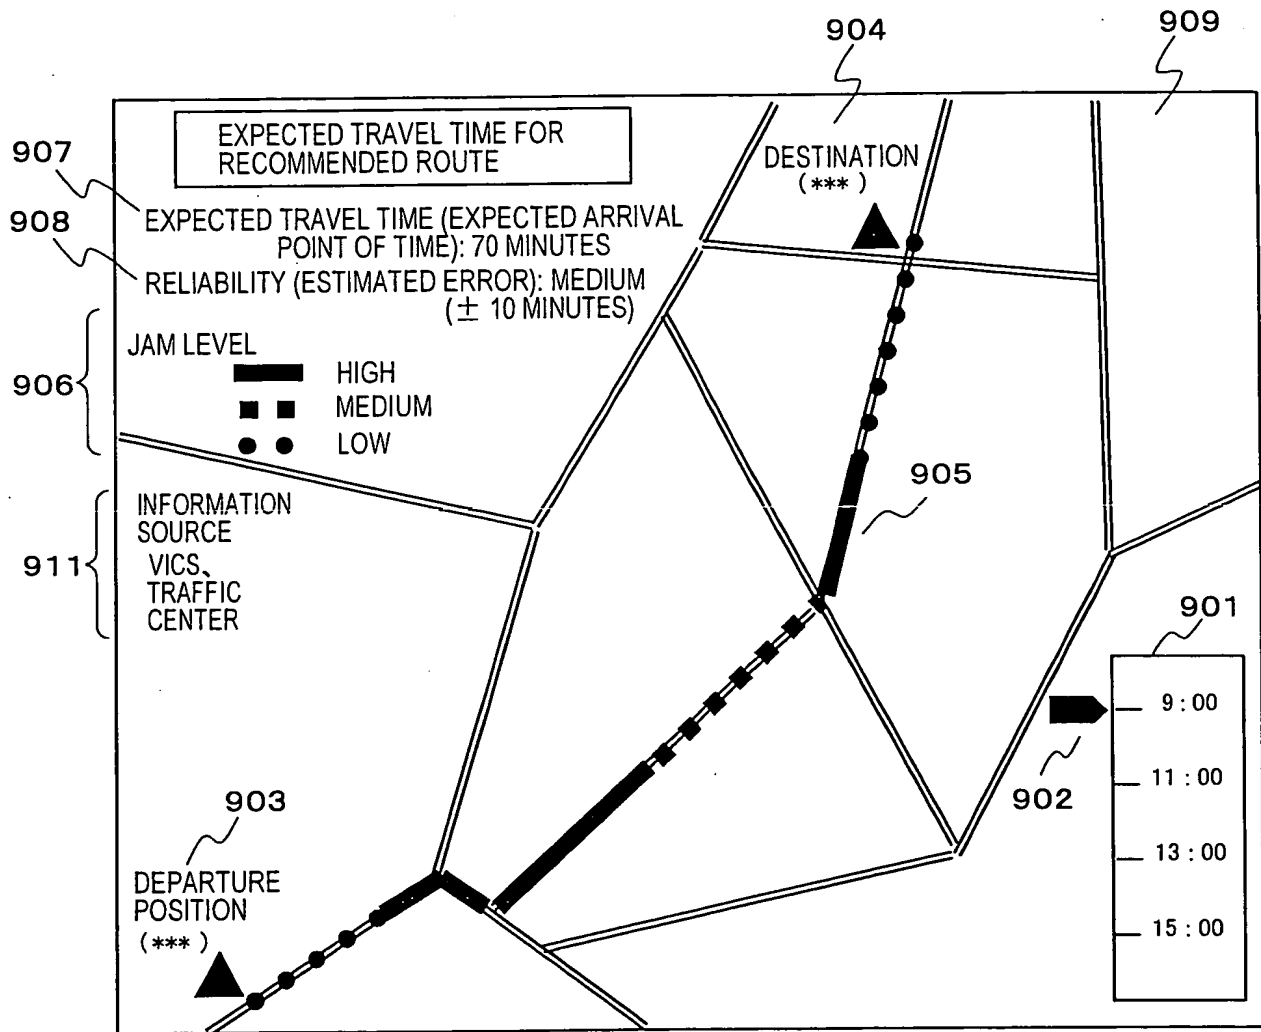 904
909
EXPECTED TRAVEL TIME FOR
RECOMMENDED ROUTE
907
DESTINATION
(***)
908
EXPECTED TRAVEL TIME (EXPECTED ARRIVAL
POINT OF TIME): 70 MINUTES
RELIABILITY (ESTIMATED ERROR): MEDIUM
(± 10 MINUTES)
906
JAM LEVEL
HIGH
MEDIUM
LOW
905
911
INFORMATION
SOURCE
VICS、
TRAFFIC
CENTER
901
9:00
902
11:00
13:00
15:00
903
DEPARTURE
POSITION
(***)